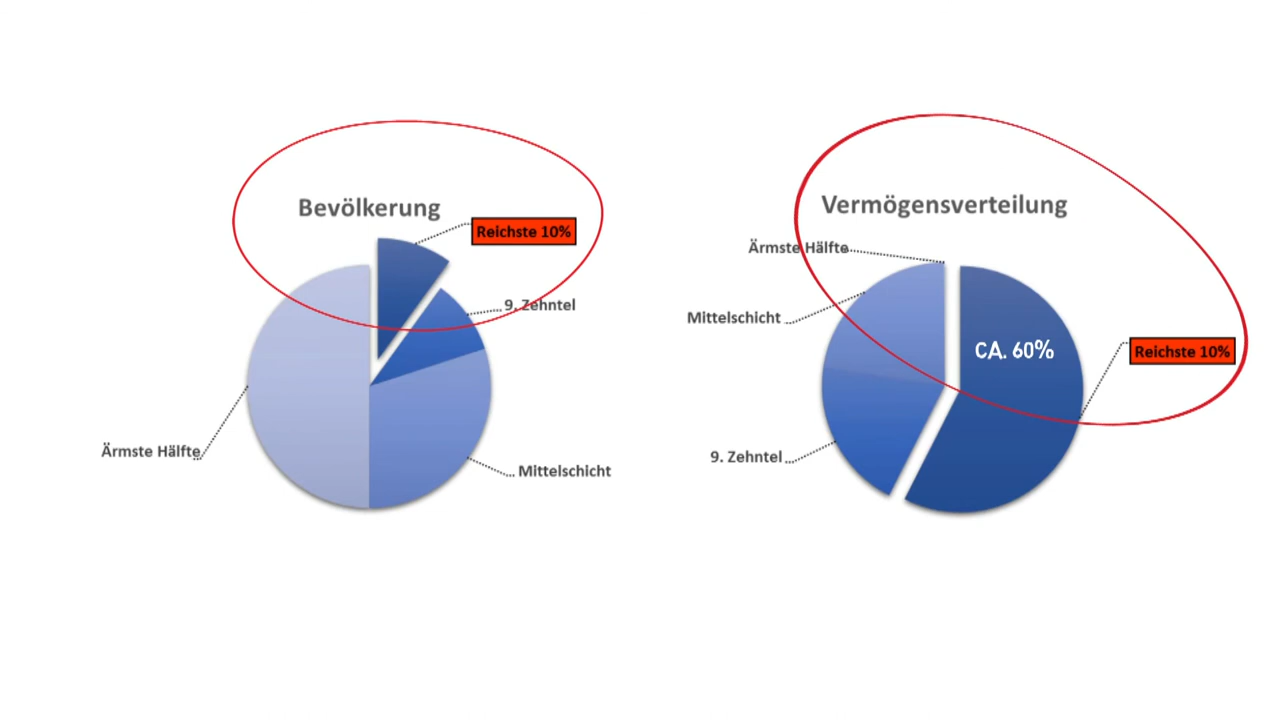 Bevölkerung
Reichste 10%
9. Zehntel
Ärmste Hälfte
Mittelschicht
Vermögensverteilung
Ärmste Hälfte
Mittelschicht
CA. 60%
Reichste 10%
9. Zehntel